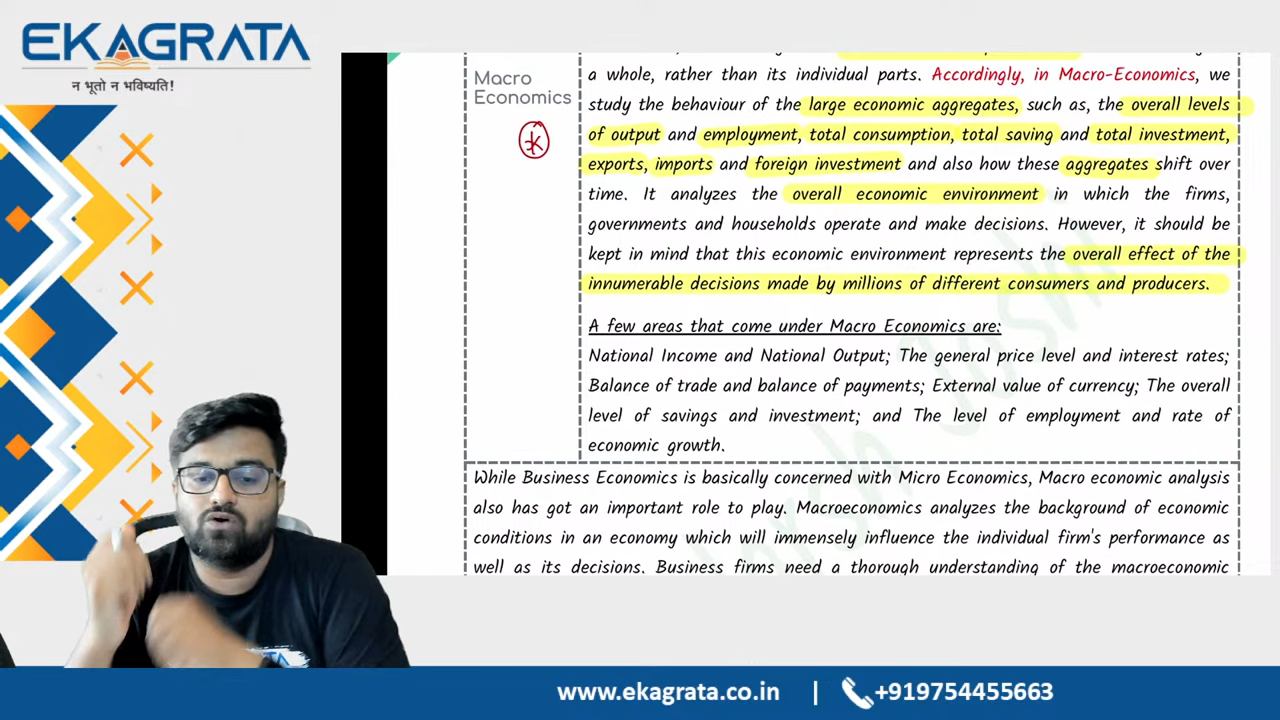 EKAGRATA
न भूतो न भविष्यति!
Macro
Economics
a whole, rather than its individual parts. Accordingly, in Macro-Economics, we
study the behaviour of the large economic aggregates, such as, the overall levels
of output and employment, total consumption, total saving and total investment,
exports, imports and foreign investment and also how these aggregates shift over
time. It analyzes the overall economic environment in which the firms,
governments and households operate and make decisions. However, it should be
kept in mind that this economic environment represents the overall effect of the
innumerable decisions made by millions of different consumers and producers.
A few areas that come under Macro Economics are:
National Income and National Output; The general price level and interest rates;
Balance of trade and balance of payments; External value of currency; The overall
level of savings and investment; and The level of employment and rate of
economic growth.
While Business Economics is basically concerned with Micro Economics, Macro economic analysis
also has got an important role to play. Macroeconomics analyzes the background of economic
conditions in an economy which will immensely influence the individual firm's performance as
well as its decisions. Business firms need a thorough understanding of the macroeconomic
www.ekagrata.co.in | +919754455663